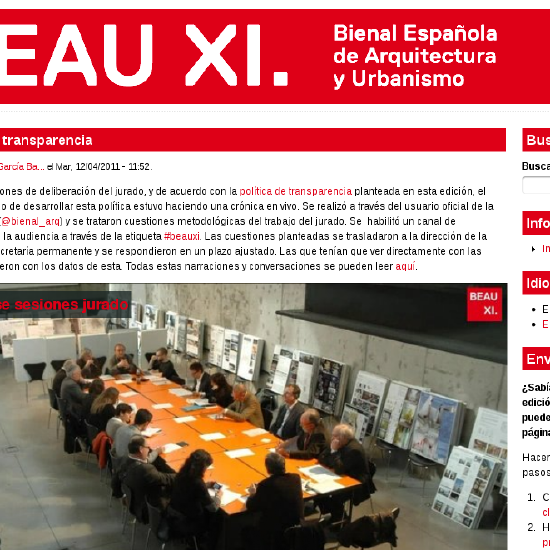 EAU XI.
Bienal Española
de Arquitectura
y Urbanismo
transparencia
García Ba... el Mar, 12/04/2011 - 11:52.
ones de deliberación del jurado, y de acuerdo con la política de transparencia planteada en esta edición, el
o de desarrollar esta política estuvo haciendo una crónica en vivo. Se realizó a través del usuario oficial de la
(@bienal_arq) y se trataron cuestiones metodológicas del trabajo del jurado. Se habilitó un canal de
la audiencia a través de la etiqueta #beauxi. Las cuestiones planteadas se trasladaron a la dirección de la
cretaría permanente y se respondieron en un plazo ajustado. Las que tenían que ver directamente con las
eron con los datos de esta. Todas estas narraciones y conversaciones se pueden leer aquí.
se sesiones jurado
BEAU
XI.
Bus
Busca
Info
In
Idio
E
E
Env
¿Sabí
edició
puede
págin
Hacer
pasos
1. C
cl
2. H
p